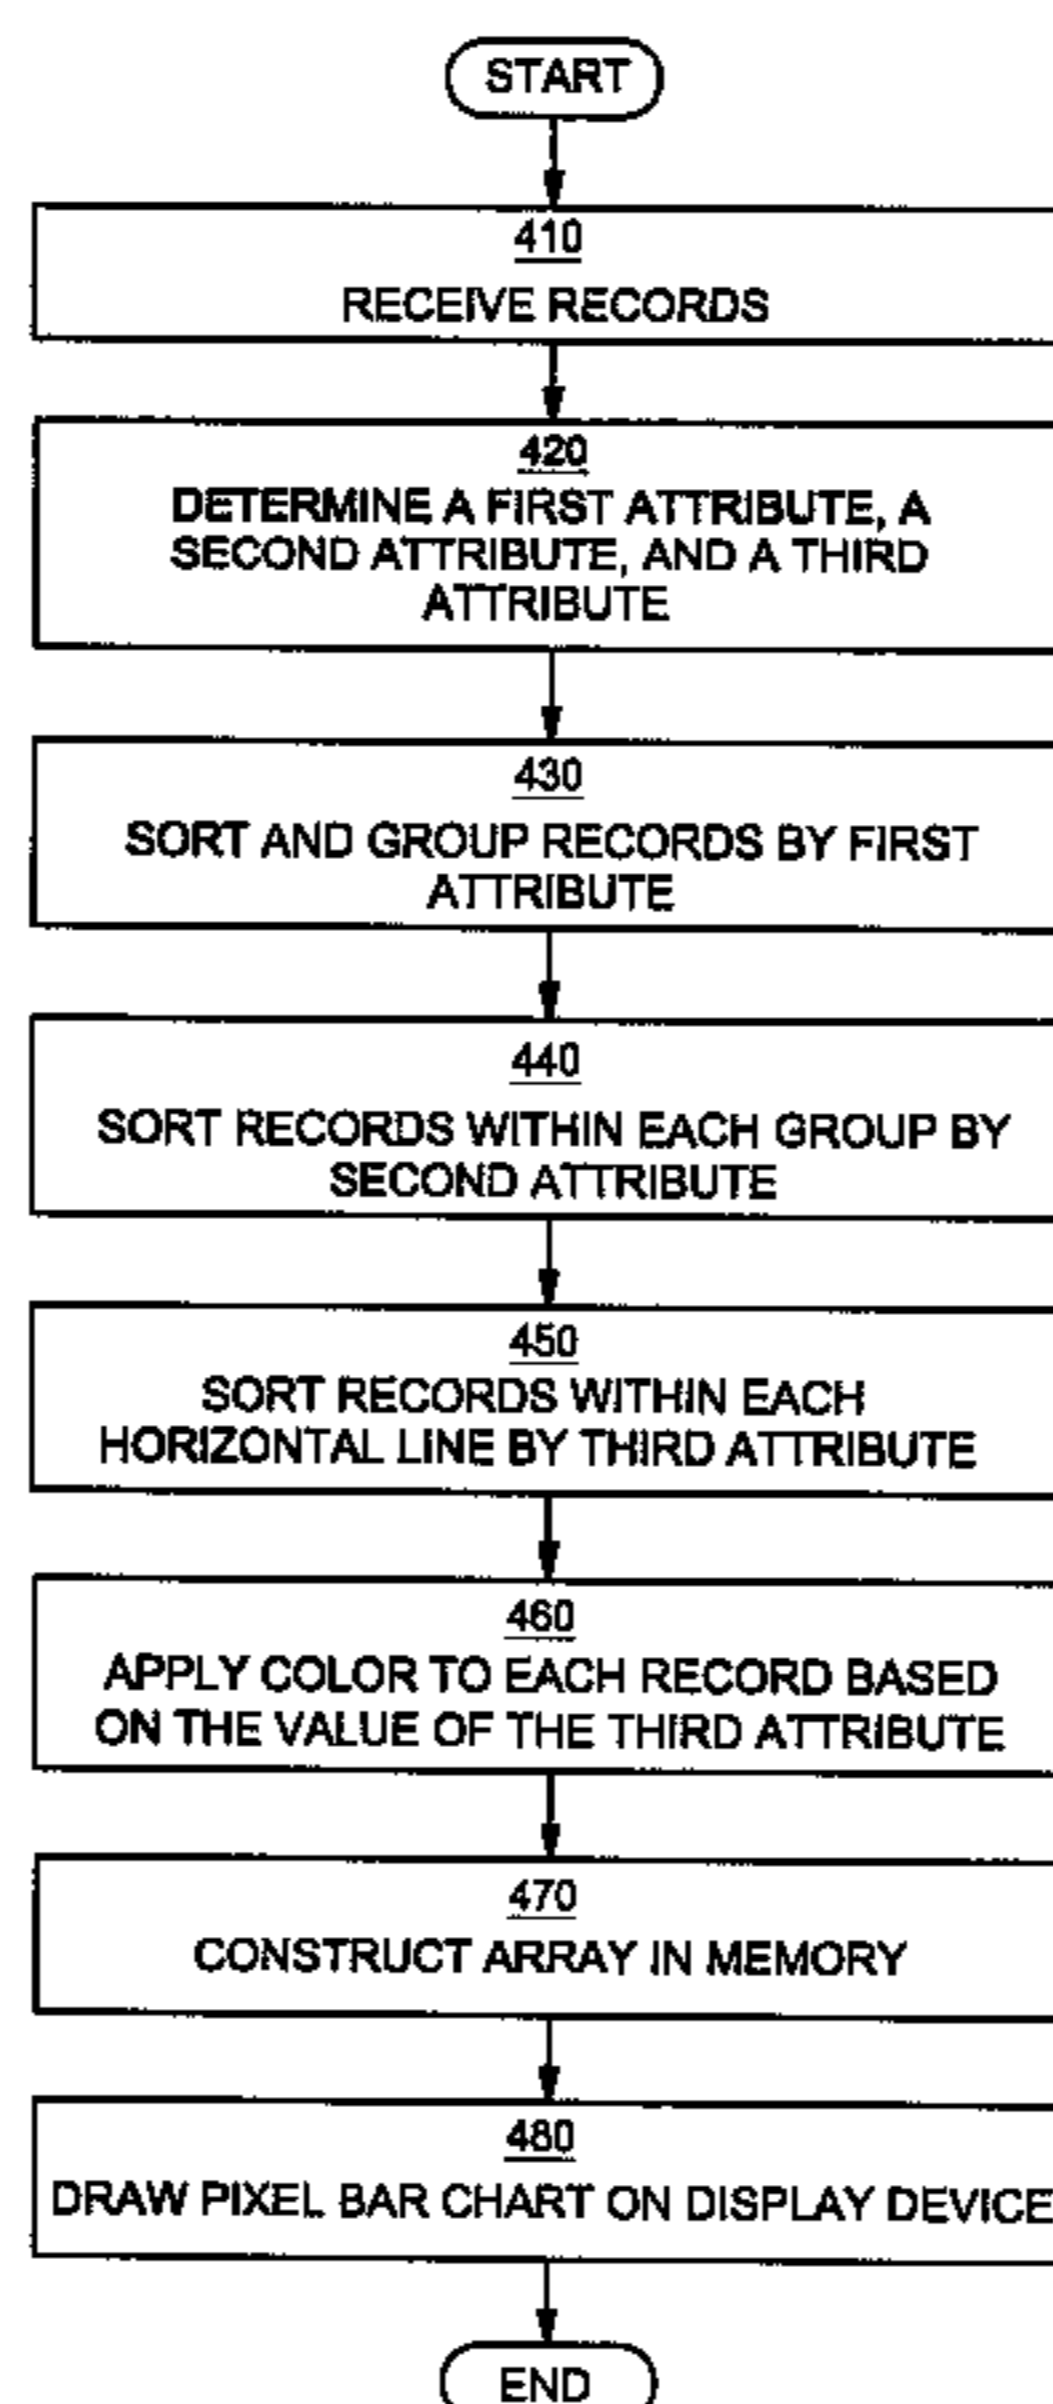 START
410
RECEIVE RECORDS
420
DETERMINE A FIRST ATTRIBUTE, A
SECOND ATTRIBUTE, AND A THIRD
ATTRIBUTE
430
SORT AND GROUP RECORDS BY FIRST
ATTRIBUTE
440
SORT RECORDS WITHIN EACH GROUP BY
SECOND ATTRIBUTE
450
SORT RECORDS WITHIN EACH
HORIZONTAL LINE BY THIRD ATTRIBUTE
460
APPLY COLOR TO EACH RECORD BASED
ON THE VALUE OF THE THIRD ATTRIBUTE
470
CONSTRUCT ARRAY IN MEMORY
480
DRAW PIXEL BAR CHART ON DISPLAY DEVICE
END